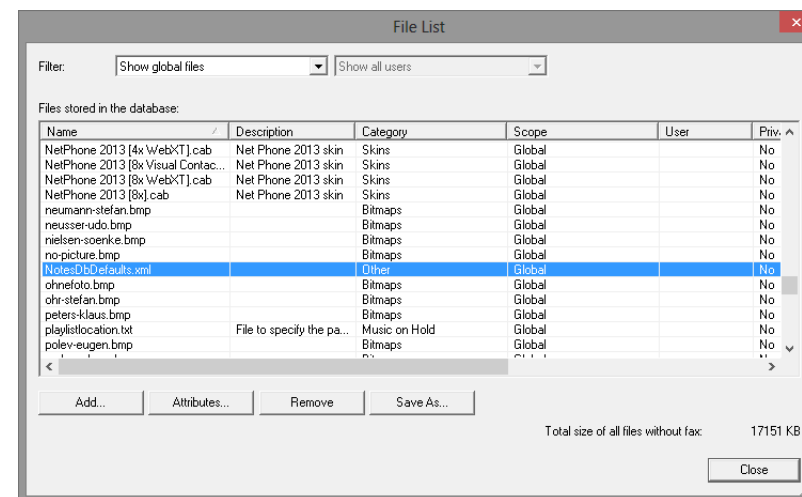 File List
Filter: Show global files Show all users
Files stored in the database:
Name Description Category Scope User Priv.
NetPhone 2013 [4x WebXT].cab Net Phone 2013 skin Skins Global No
NetPhone 2013 [8x Visual Contac... Net Phone 2013 skin Skins Global No
NetPhone 2013 [8x WebXT].cab Net Phone 2013 skin Skins Global No
NetPhone 2013 [8x].cab Net Phone 2013 skin Skins Global No
neumann-stefan.bmp Bitmaps Global No
neusser-udo.bmp Bitmaps Global No
nielsen-soenke.bmp Bitmaps Global No
no-picture.bmp Bitmaps Global No
NotesDbDefaults.xml Other Global No
ohnefoto.bmp Bitmaps Global No
ohr-stefan.bmp Bitmaps Global No
peters-klaus.bmp Bitmaps Global No
playlistlocation.txt File to specify the pa... Music on Hold Global No
polev-eugen.bmp Bitmaps Global No
Add... Attributes... Remove Save As...
Total size of all files without fax: 17151 KB
Close